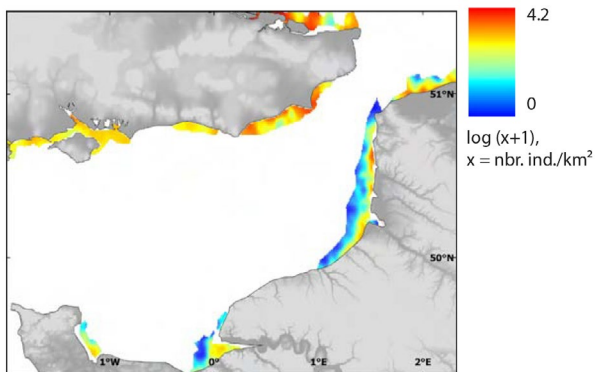 4.2
51°N
0
log (x+1),
x = nbr. ind./km²
50°N
1°W
0°
1°E
2°E